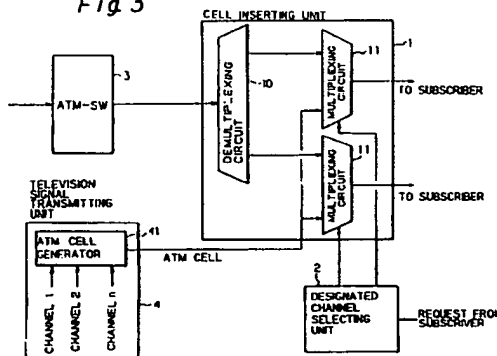 Fig 3
CELL INSERTING UNIT
1
3
ATM-SW
DEMULTIPLEXING
CIRCUIT
10
MULTIPLEXING
CIRCUIT
11
TO SUBSCRIBER
MULTIPLEXING
CIRCUIT
11
TO SUBSCRIBER
TELEVISION
SIGNAL
TRANSMITTING
UNIT
ATM CELL
GENERATOR
41
ATM CELL
CHANNEL 1
CHANNEL 2
CHANNEL n
4
2
DESIGNATED
CHANNEL
SELECTING
UNIT
REQUEST FROM
SUBSCRIVER